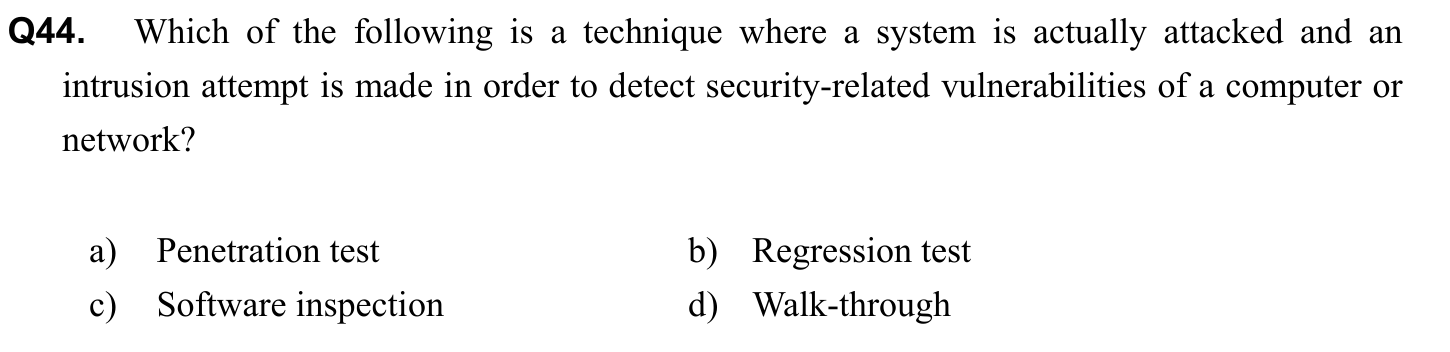 Q44. Which of the following is a technique where a system is actually attacked and an
intrusion attempt is made in order to detect security-related vulnerabilities of a computer or
network?
a) Penetration test b) Regression test
c) Software inspection d) Walk-through